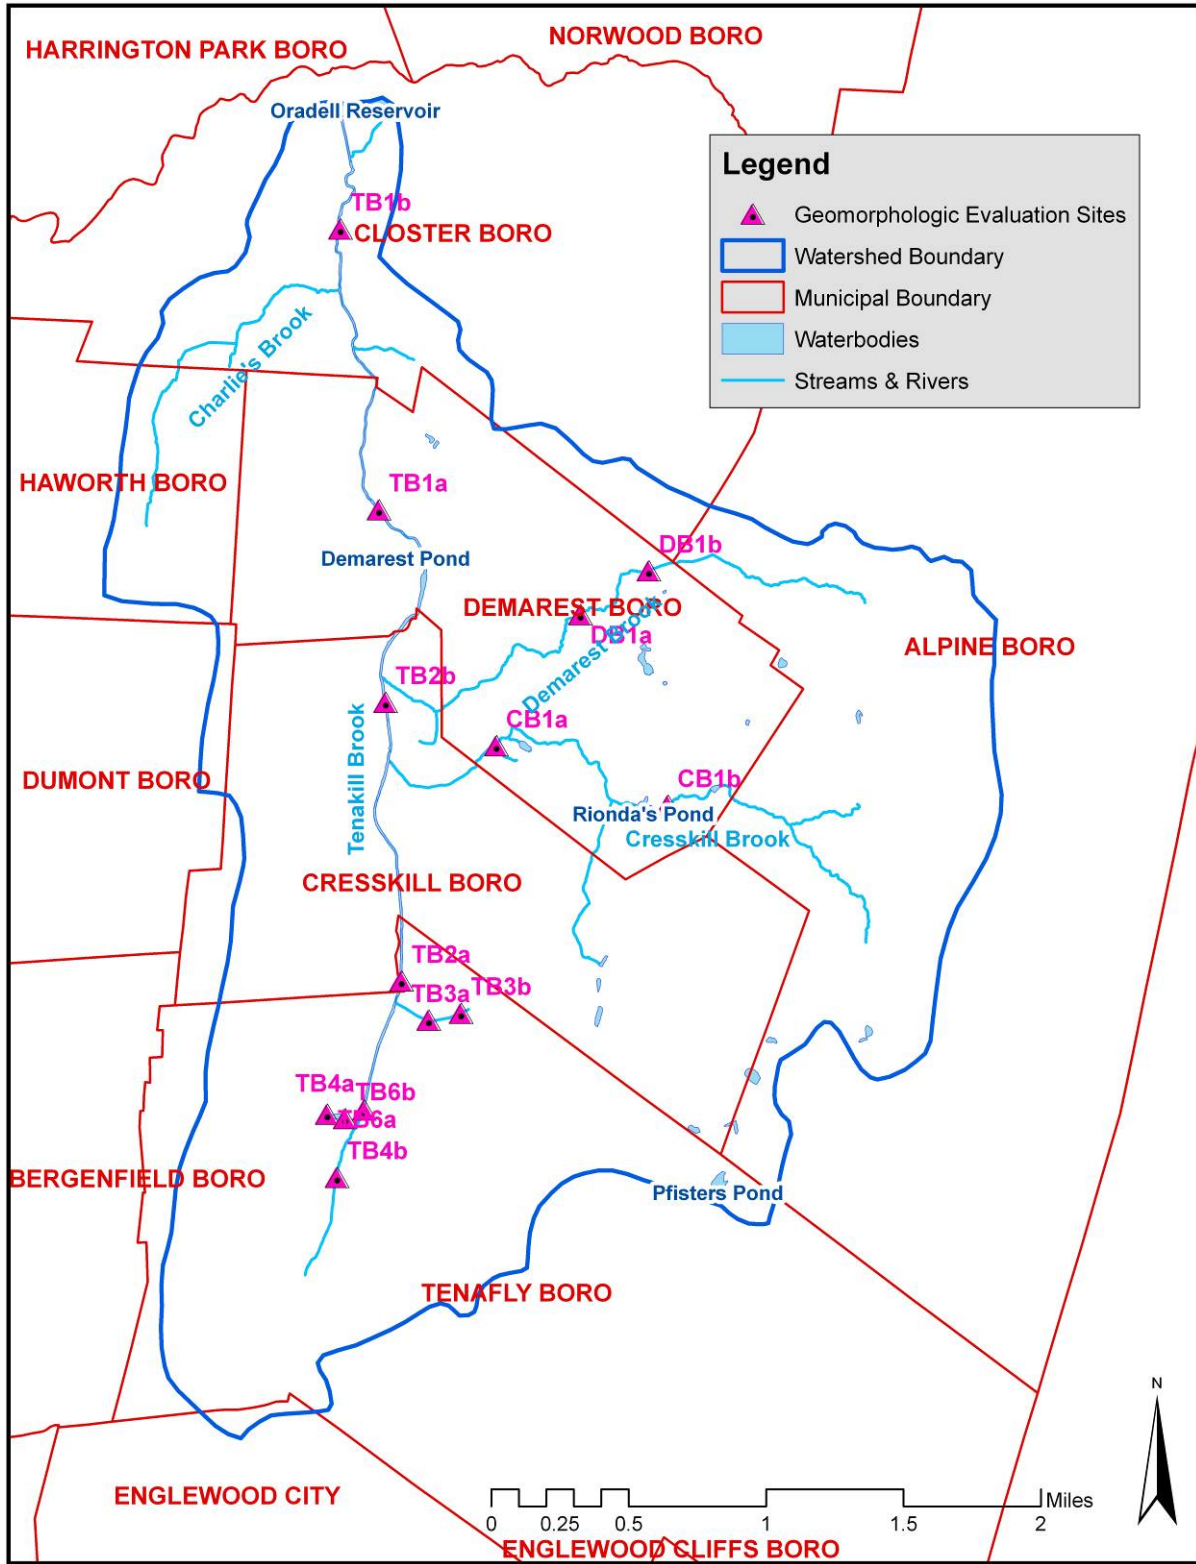 NORWOOD BORO
HARRINGTON PARK BORO
Oradell Reservoir
Legend
Geomorphologic Evaluation Sites
Watershed Boundary
Municipal Boundary
Waterbodies
Streams & Rivers
TB1b
CLOSTER BORO
Charlie's Brook
HAWORTH BORO
TB1a
Demarest Pond
DB1b
DEMAREST BORO
DB1a
Demarest Brook
ALPINE BORO
TB2b
CB1a
Tenakill Brook
DUMONT BORO
CB1b
Rionda's Pond
Cresskill Brook
CRESSKILL BORO
TB2a
TB3a
TB3b
TB4a
TB6b
TB6a
TB4b
BERGENFIELD BORO
Pfisters Pond
TENAFLY BORO
N
ENGLEWOOD CITY
Miles
0 0.25 0.5 1 1.5 2
ENGLEWOOD CLIFFS BORO